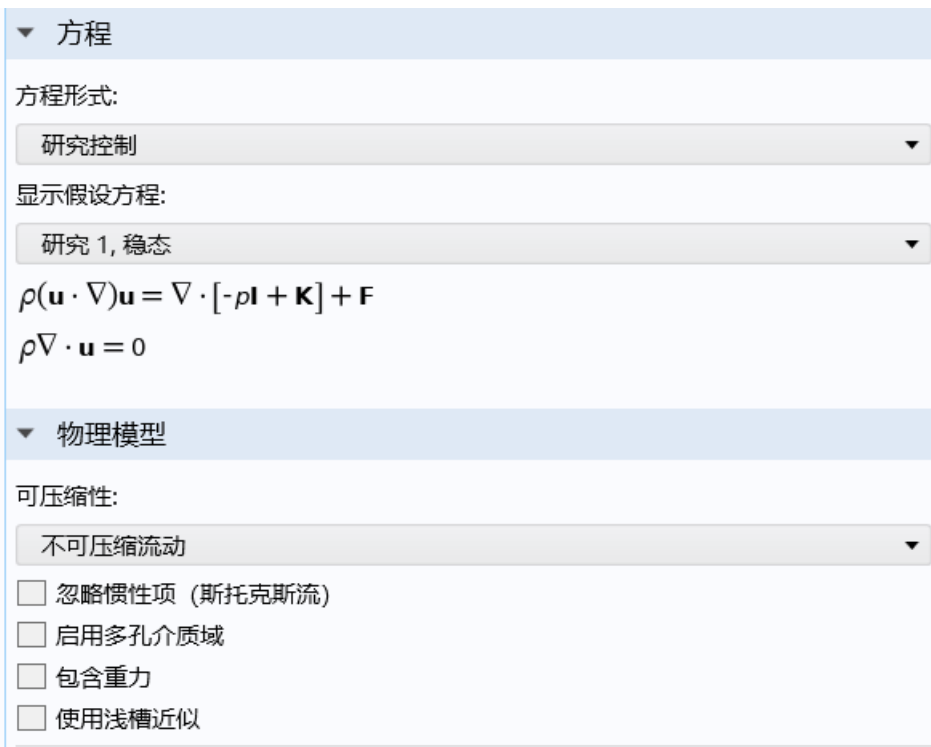 方程
方程形式:
研究控制
显示假设方程:
研究 1, 稳态
ρ(u · ∇)u = ∇ · [-pI + K] + F
ρ∇ · u = 0
物理模型
可压缩性:
不可压缩流动
忽略惯性项（斯托克斯流）
启用多孔介质域
包含重力
使用浅槽近似